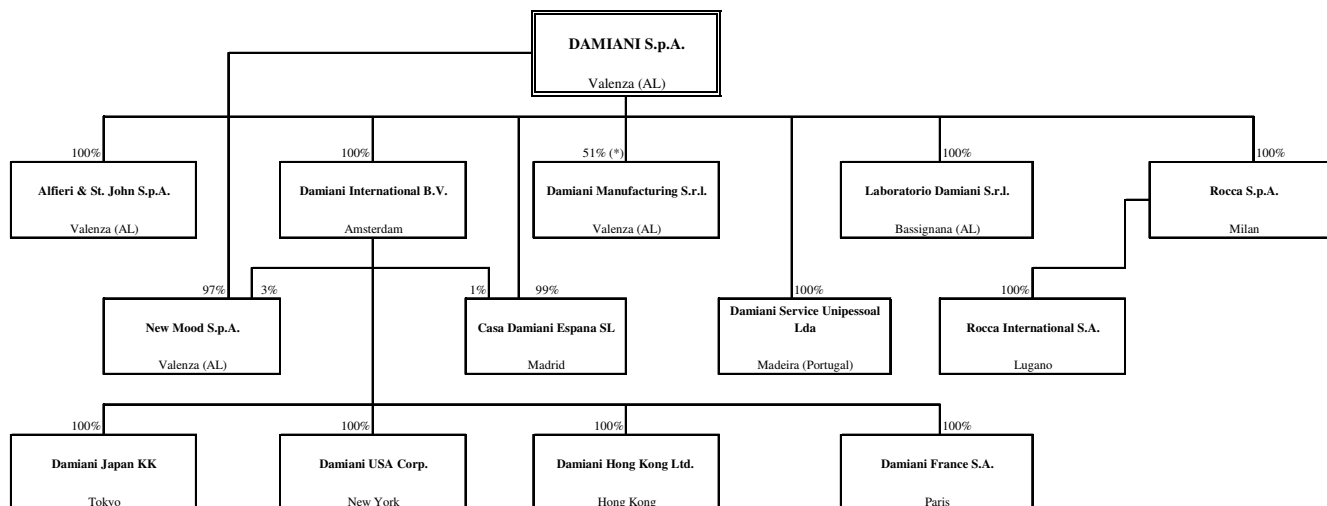 DAMIANI S.p.A.
Valenza (AL)
100%
100%
51% (*)
100%
100%
Alfieri & St. John S.p.A.
Valenza (AL)
Damiani International B.V.
Amsterdam
Damiani Manufacturing S.r.l.
Valenza (AL)
Laboratorio Damiani S.r.l.
Bassignana (AL)
Rocca S.p.A.
Milan
97%
3%
1%
99%
100%
100%
New Mood S.p.A.
Valenza (AL)
Casa Damiani Espana SL
Madrid
Damiani Service Unipessoal
Lda
Madeira (Portugal)
Rocca International S.A.
Lugano
100%
100%
100%
100%
Damiani Japan KK
Tokyo
Damiani USA Corp.
New York
Damiani Hong Kong Ltd.
Hong Kong
Damiani France S.A.
Paris